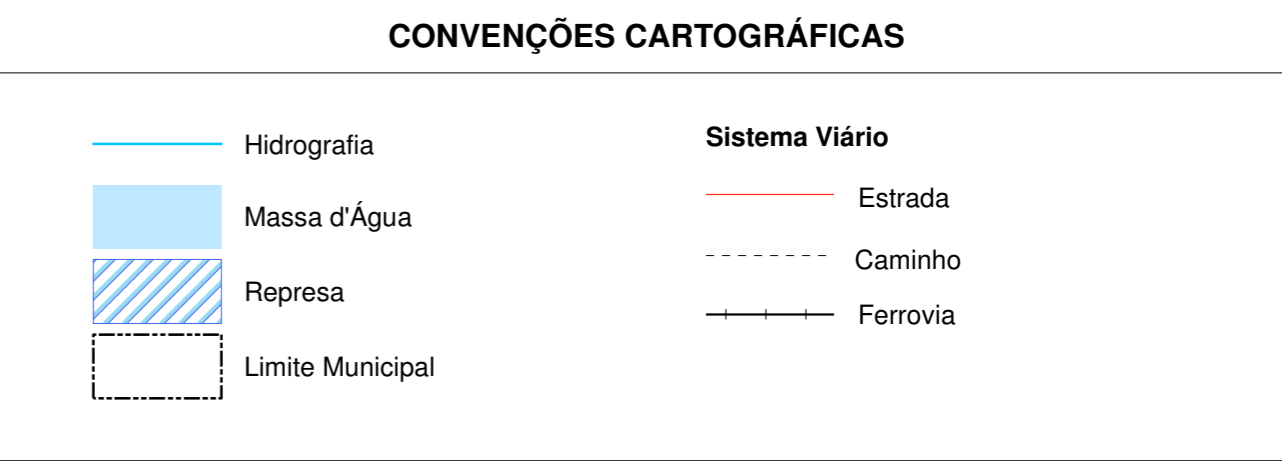 CONVENÇÕES CARTOGRÁFICAS
Hidrografia
Massa d'Água
Represa
Limite Municipal
Sistema Viário
Estrada
Caminho
Ferrovia